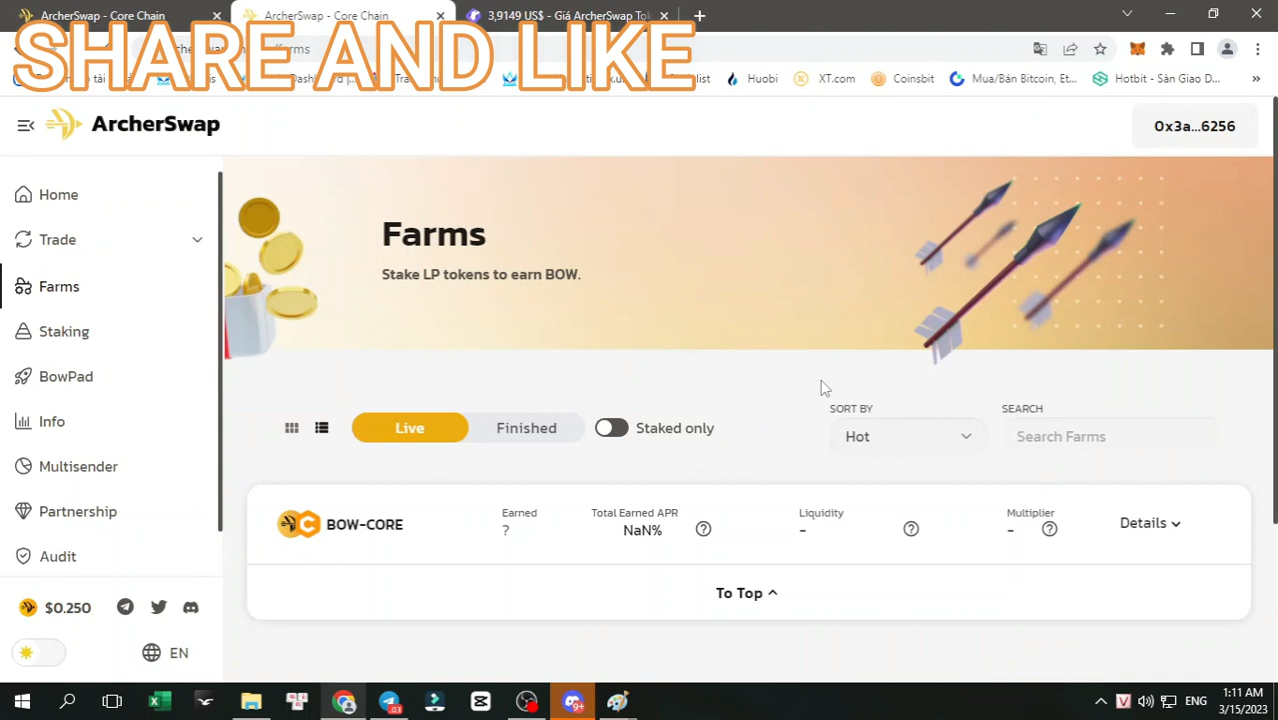 ArcherSwap - Core Chain
ArcherSwap - Core Chain
3,9149 US$ - Giá ArcherSwap To
SHARE AND LIKE
/farms
Huobi
XT.com
Coinsbit
Mua/Bán Bitcoin, Et...
Hotbit - Sàn Giao D...
ArcherSwap
0x3a...6256
Home
Trade
Farms
Staking
BowPad
Info
Multisender
Partnership
Audit
$0.250
EN
Farms
Stake LP tokens to earn BOW.
Live
Finished
Staked only
SORT BY
Hot
SEARCH
Search Farms
BOW-CORE
Earned
?
Total Earned APR
NaN%
Liquidity
-
Multiplier
-
Details
To Top
03
9+
V
ENG
1:11 AM
3/15/2023